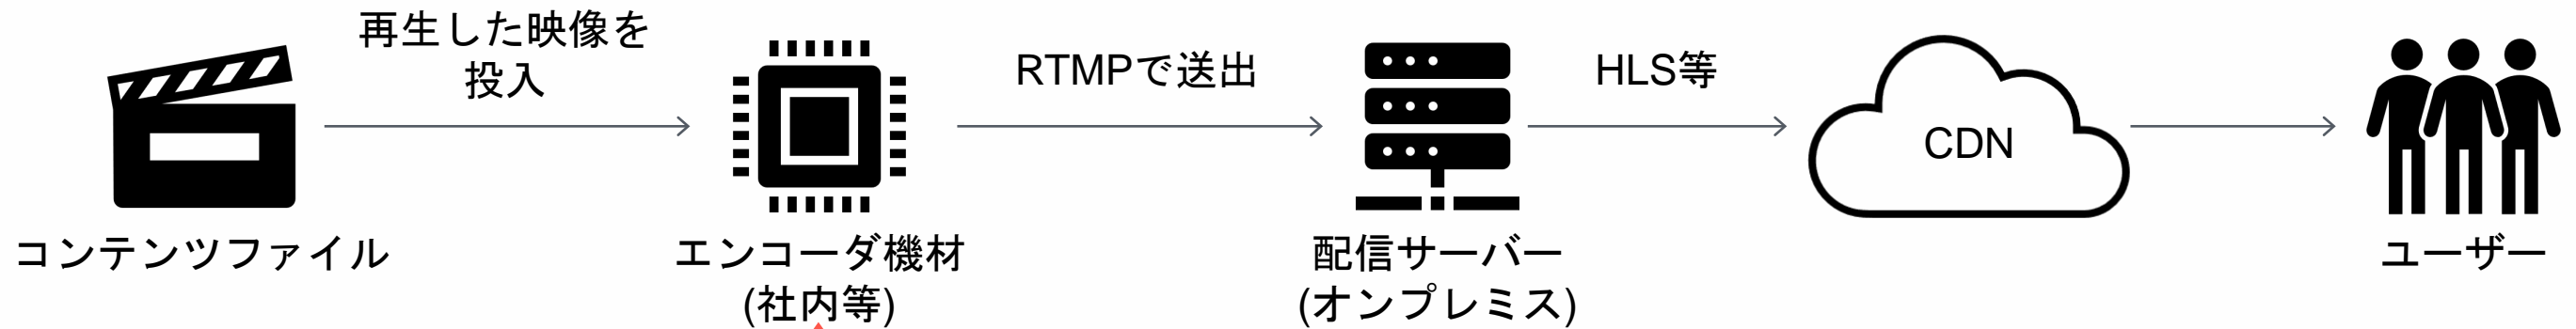 再生した映像を
投入
RTMPで送出
HLS等
CDN
コンテンツファイル
エンコーダ機材
(社内等)
配信サーバー
(オンプレミス)
ユーザー